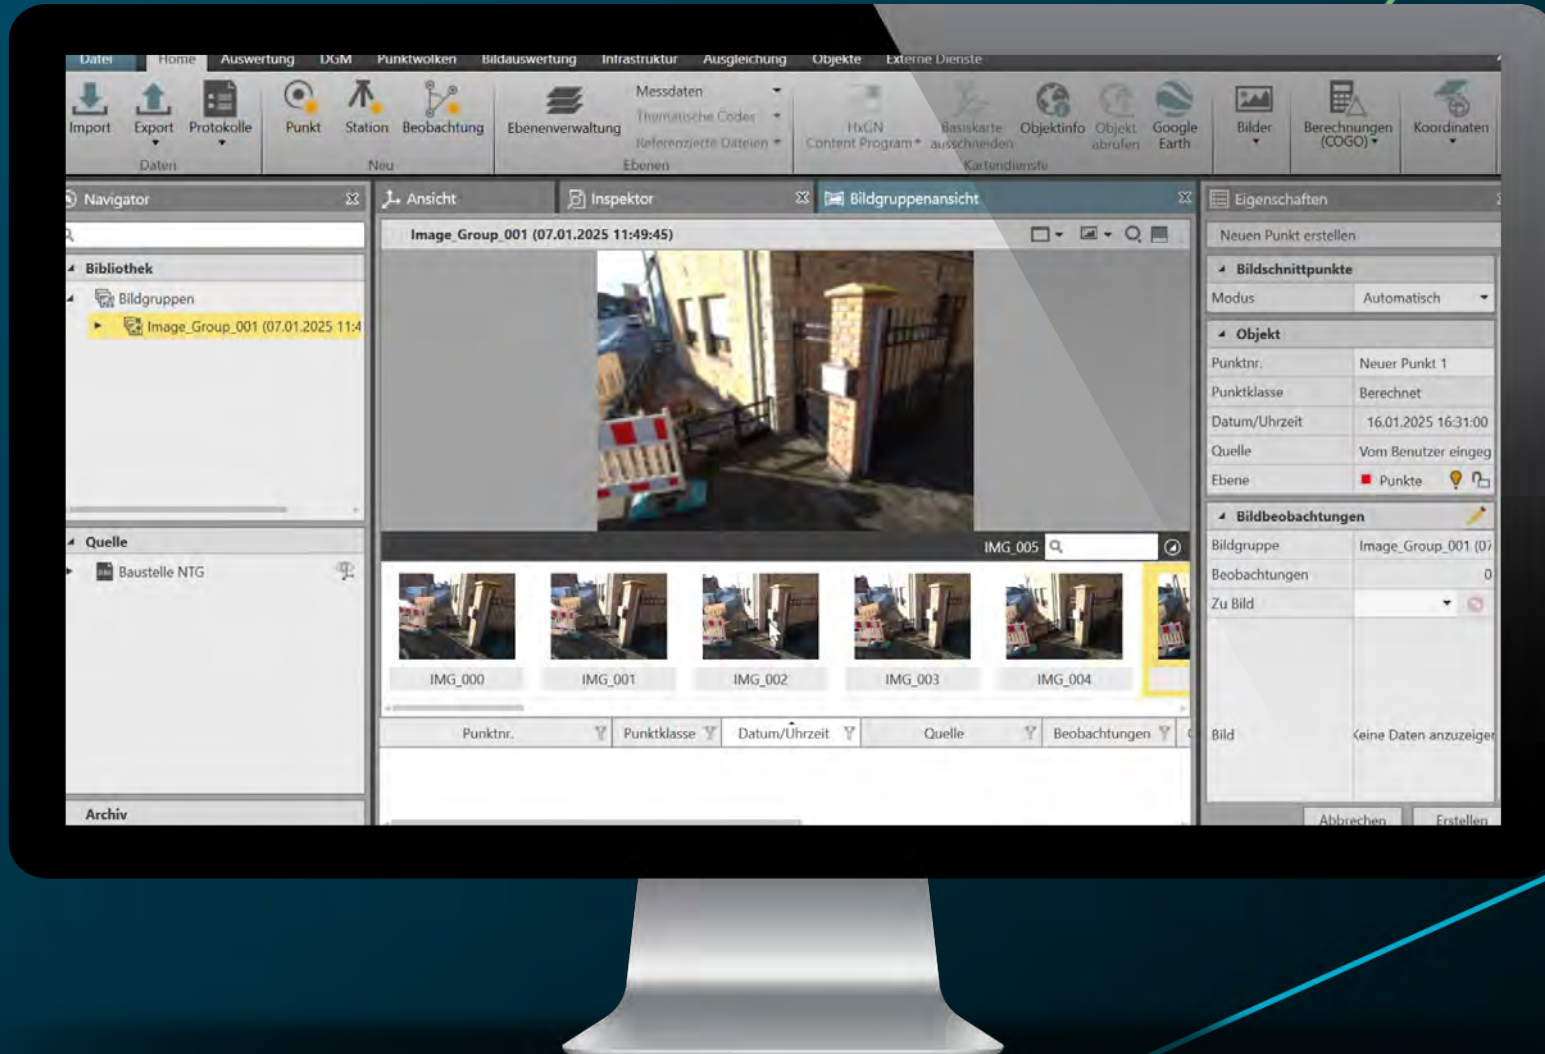 Datei Home Auswertung DGM Punktwolken Bildauswertung Infrastruktur Ausgleichung Objekte Externe Dienste
Import Export Protokolle
Daten
Punkt Station Beobachtung
Neu
Ebenenverwaltung
Messdaten
Thematische Codes
Referenzierte Dateien
Ebenen
HxGN
Content Program
Basiskarte
ausschneiden
Objektinfo
Objekt
abrufen
Google
Earth
Kartendienste
Bilder
Berechnungen
(COGO)
Koordinaten
Navigator
Bibliothek
Bildgruppen
Image_Group_001 (07.01.2025 11:4
Quelle
Baustelle NTG
Archiv
Ansicht Inspektor Bildgruppenansicht
Image_Group_001 (07.01.2025 11:49:45)
IMG_005
IMG_000 IMG_001 IMG_002 IMG_003 IMG_004
Punktnr. Punktklasse Datum/Uhrzeit Quelle Beobachtungen
Eigenschaften
Neuen Punkt erstellen
Bildschnittpunkte
Modus Automatisch
Objekt
Punktnr. Neuer Punkt 1
Punktklasse Berechnet
Datum/Uhrzeit 16.01.2025 16:31:00
Quelle Vom Benutzer eingeg
Ebene Punkte
Bildbeobachtungen
Bildgruppe Image_Group_001 (07
Beobachtungen 0
Zu Bild
Bild Keine Daten anzuzeigen
Abbrechen Erstellen